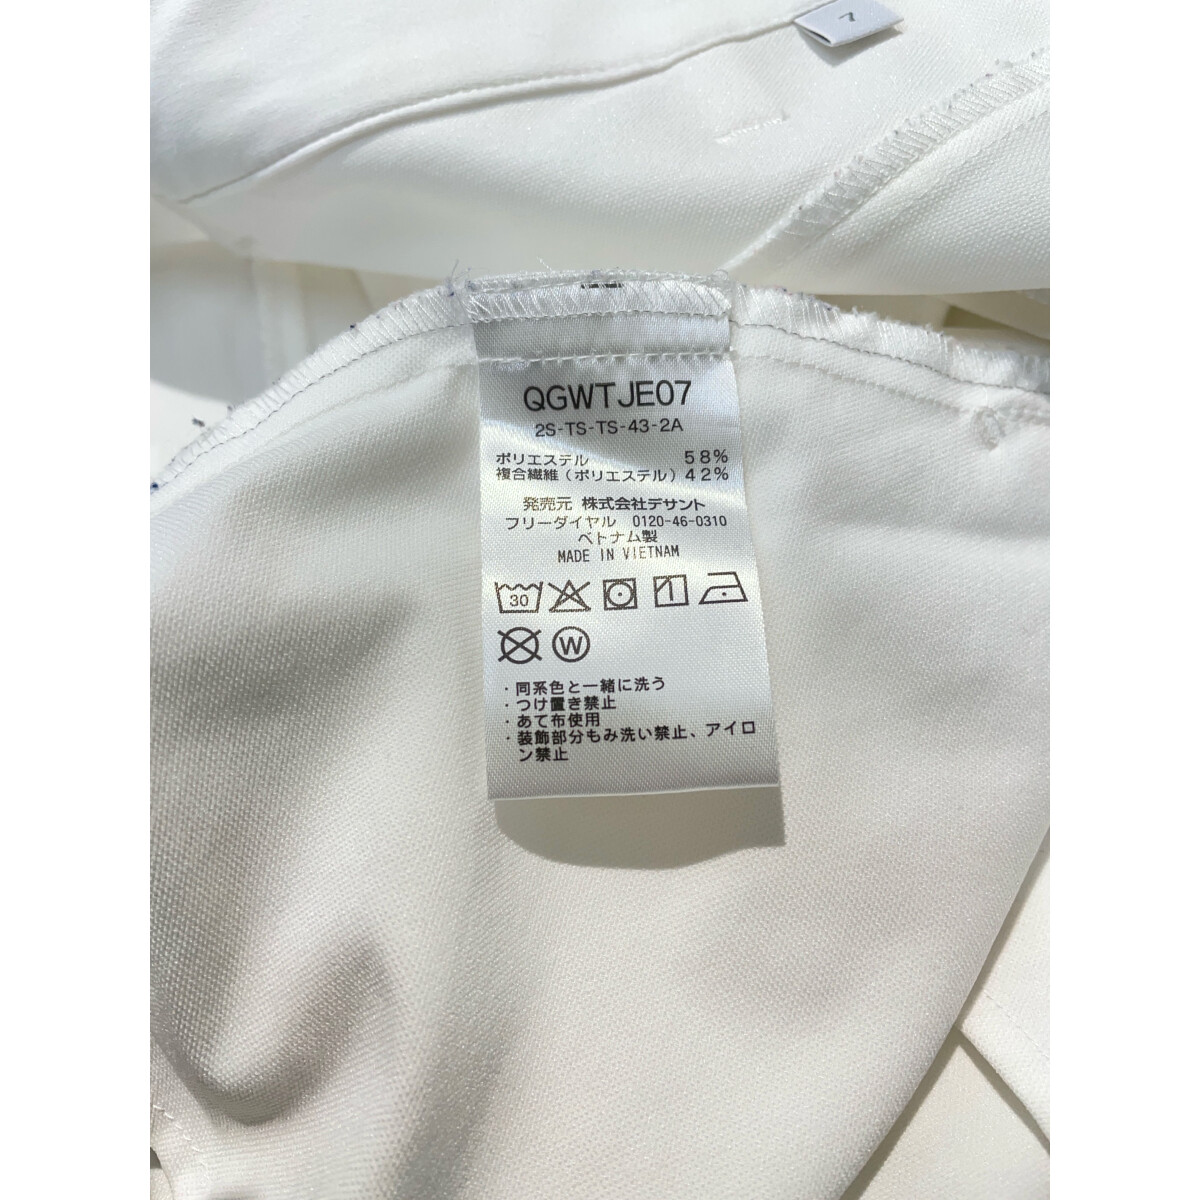 7
QGWTJE07
2S-TS-TS-43-2A
ポリエステル 58%
複合繊維(ポリエステル)42%
発売元 株式会社デサント
フリーダイヤル 0120-46-0310
ベトナム製
MADE IN VIETNAM
30
W
・同系色と一緒に洗う
・つけ置き禁止
・あて布使用
・装飾部分もみ洗い禁止、アイロ
ン禁止